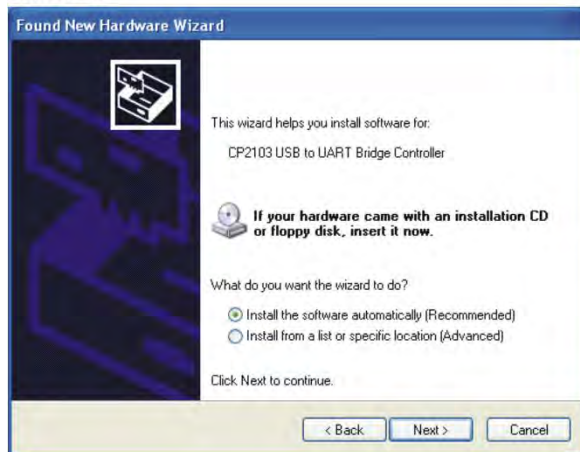 Found New Hardware Wizard
This wizard helps you install software for:
CP2103 USB to UART Bridge Controller
If your hardware came with an installation CD
or floppy disk, insert it now.
What do you want the wizard to do?
Install the software automatically (Recommended)
Install from a list or specific location (Advanced)
Click Next to continue.
< Back Next > Cancel